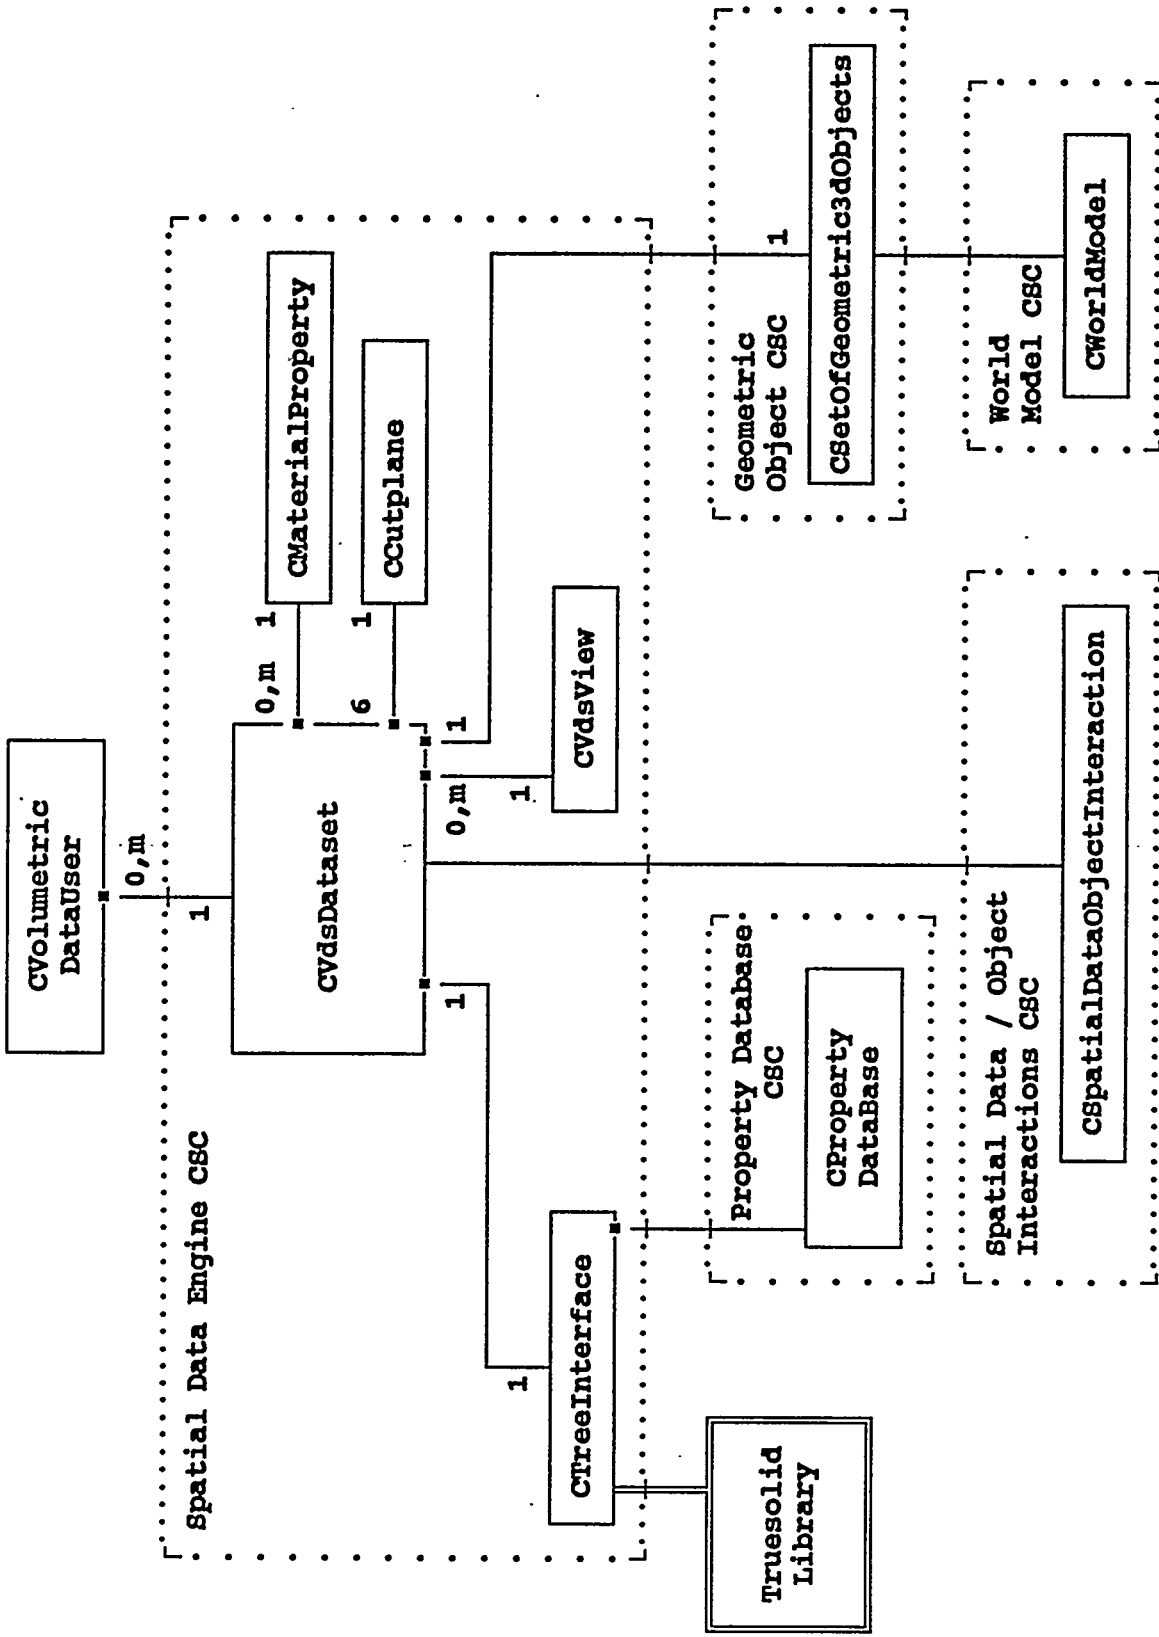 CVolumetric
DataUser
0,m
1
Spatial Data Engine CSC
CVdsDataset
0,m
1
CMaterialProperty
6
1
CCutplane
1
1
CTreeInterface
0,m
1
CVdsView
1
1
Truesolid
Library
Property Database
CSC
CProperty
DataBase
Geometric
Object CSC
CSetOfGeometric3dObjects
Spatial Data / Object
Interactions CSC
CSpatialDataObjectInteraction
World
Model CSC
CWorldModel